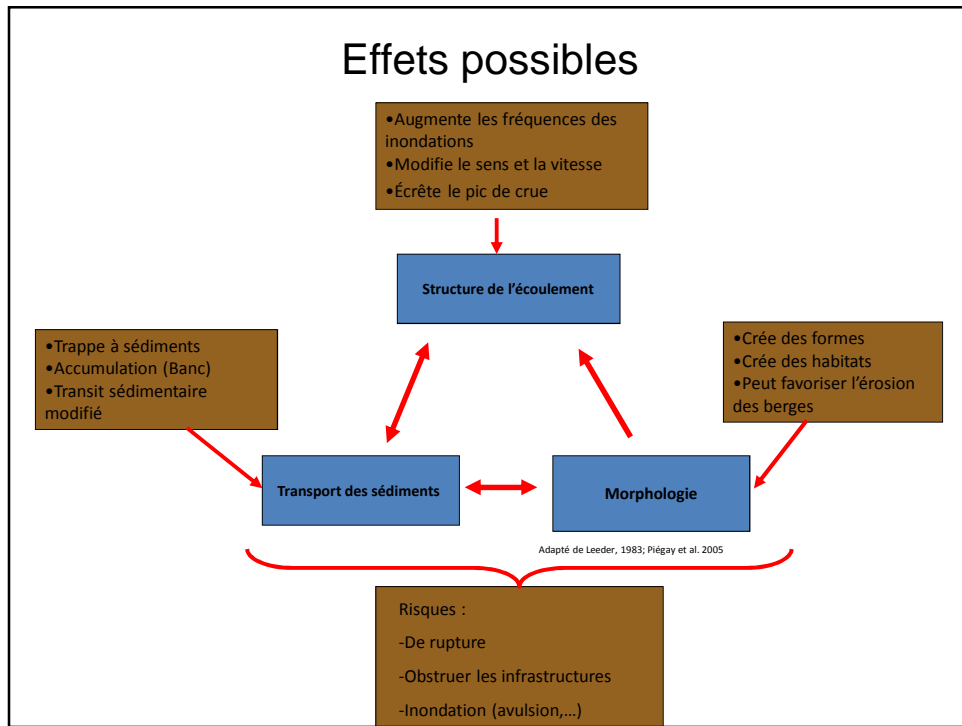 Effets possibles
•Augmente les fréquences des
inondations
•Modifie le sens et la vitesse
•Écrête le pic de crue
Structure de l'écoulement
•Trappe à sédiments
•Accumulation (Banc)
•Transit sédimentaire
modifié
•Crée des formes
•Crée des habitats
•Peut favoriser l'érosion
des berges
Transport des sédiments
Morphologie
Adapté de Leeder, 1983; Piégay et al. 2005
Risques :
-De rupture
-Obstruer les infrastructures
-Inondation (avulsion,...)